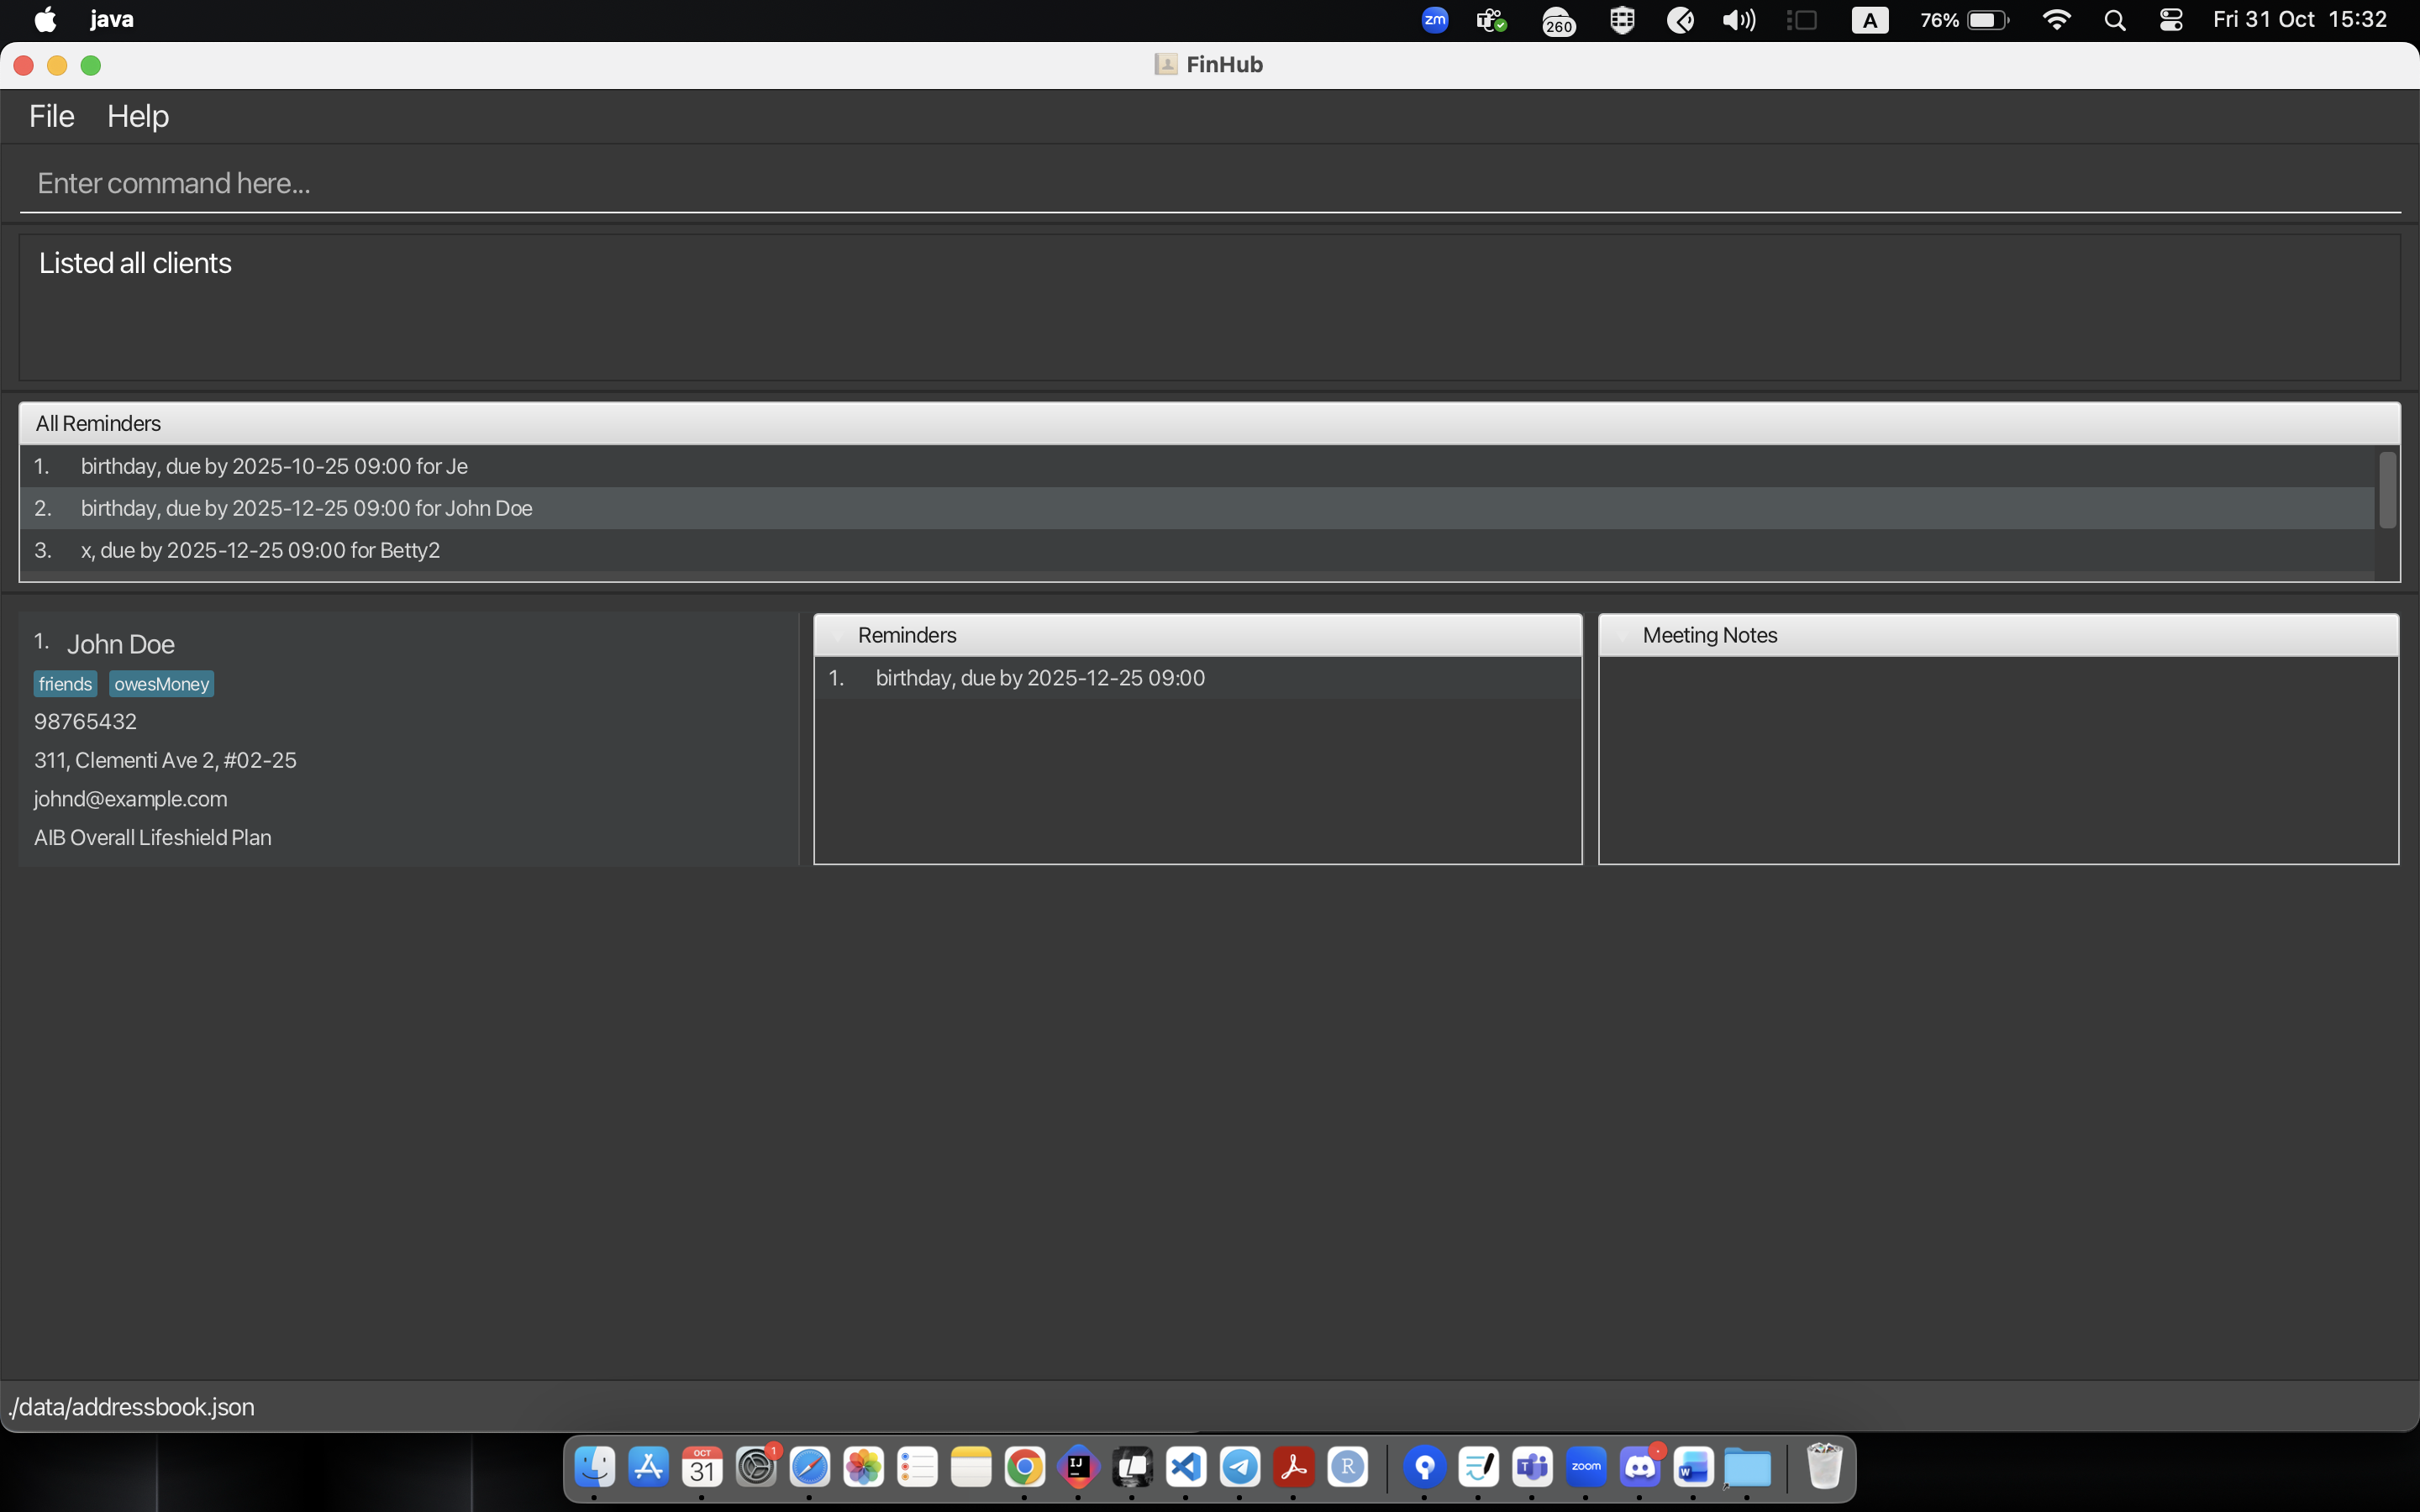 java
zm
260
A
76%
Fri 31 Oct 15:32
FinHub
File Help
Enter command here...
Listed all clients
All Reminders
1. birthday, due by 2025-10-25 09:00 for Je
2. birthday, due by 2025-12-25 09:00 for John Doe
3. x, due by 2025-12-25 09:00 for Betty2
1. John Doe
friends owesMoney
98765432
311, Clementi Ave 2, #02-25
johnd@example.com
AIB Overall Lifeshield Plan
Reminders
1. birthday, due by 2025-12-25 09:00
Meeting Notes
./data/addressbook.json
OCT
31
1
IJ
R
T
zoom
W